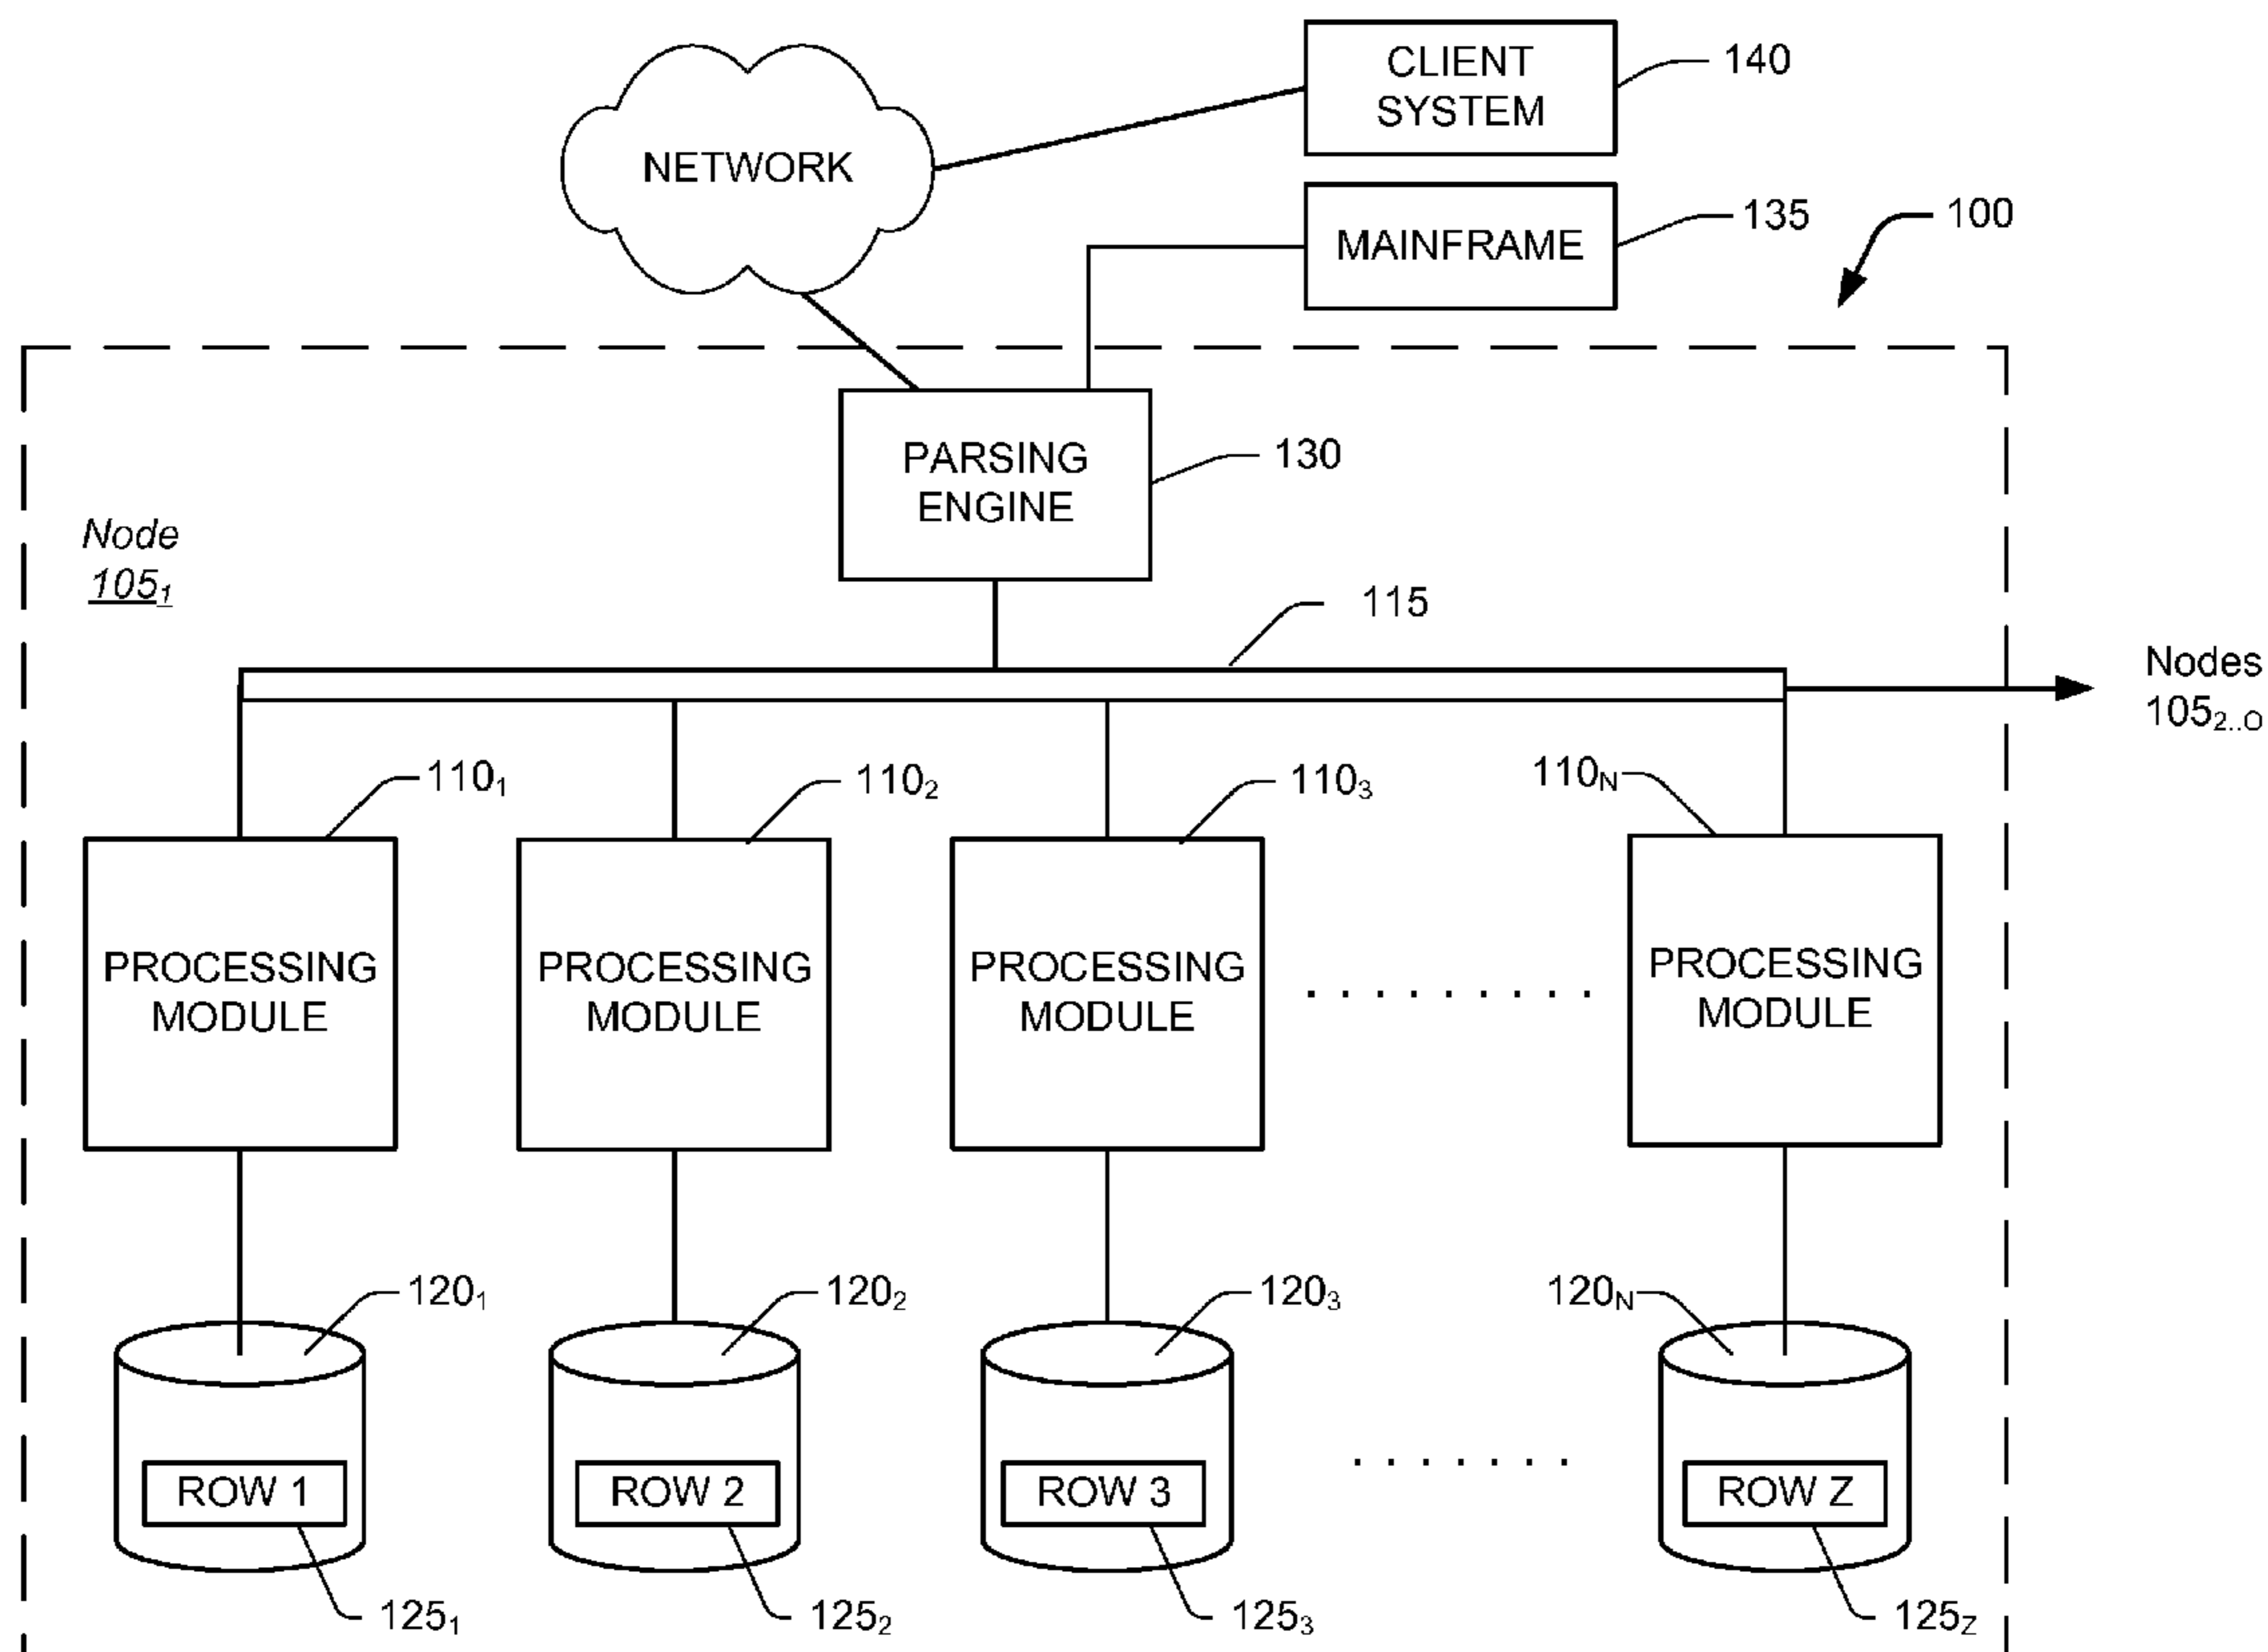 CLIENT
SYSTEM
140
NETWORK
MAINFRAME
135
100
PARSING
ENGINE
130
Node
105₁
115
Nodes
105₂..O
110₁
110₂
110₃
110N
PROCESSING
MODULE
PROCESSING
MODULE
PROCESSING
MODULE
. . . . . . . . .
PROCESSING
MODULE
120₁
120₂
120₃
120N
ROW 1
ROW 2
ROW 3
. . . . . . .
ROW Z
125₁
125₂
125₃
125Z